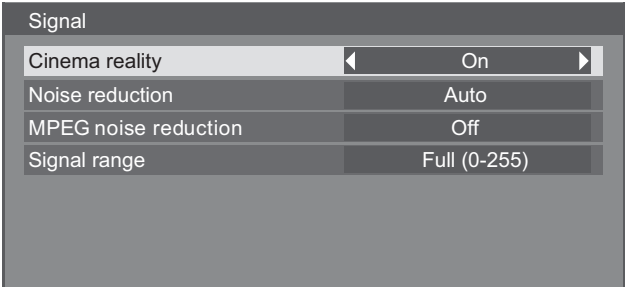 Signal
Cinema reality On
Noise reduction Auto
MPEG noise reduction Off
Signal range Full (0-255)